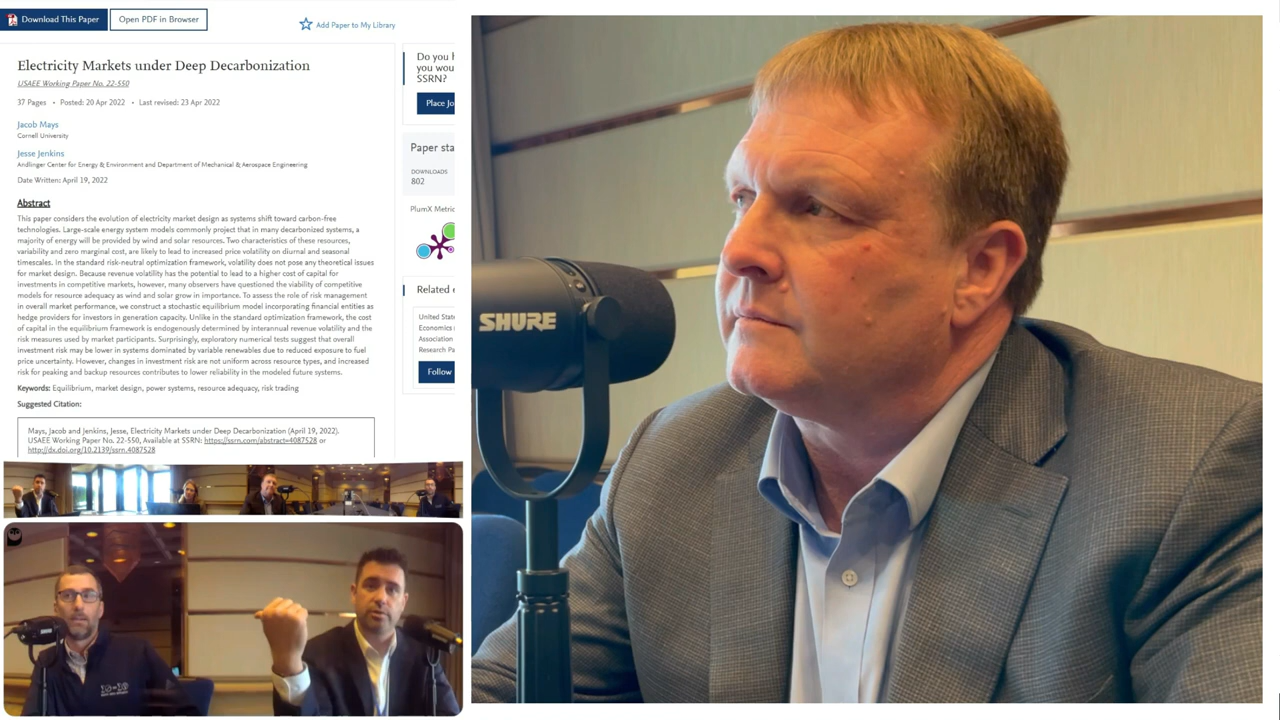 Download This Paper
Open PDF in Browser
Add Paper to My Library
Electricity Markets under Deep Decarbonization
USAEE Working Paper No. 22-550
37 Pages • Posted: 20 Apr 2022 • Last revised: 23 Apr 2022
Jacob Mays
Cornell University
Jesse Jenkins
Andlinger Center for Energy & Environment and Department of Mechanical & Aerospace Engineering
Date Written: April 19, 2022
Abstract
This paper considers the evolution of electricity market design as systems shift toward carbon-free
technologies. Large-scale energy system models commonly project that in many decarbonized systems, a
majority of energy will be provided by wind and solar resources. Two characteristics of these resources,
variability and zero marginal cost, are likely to lead to increased price volatility on diurnal and seasonal
timescales. In the standard risk-neutral optimization framework, volatility does not pose any theoretical issues
for market design. Because revenue volatility has the potential to lead to a higher cost of capital for
investments in competitive markets, however, many observers have questioned the viability of competitive
models for resource adequacy as wind and solar grow in importance. To assess the role of risk management
in overall market performance, we construct a stochastic equilibrium model incorporating financial entities as
hedge providers for investors in generation capacity. Unlike in the standard optimization framework, the cost
of capital in the equilibrium framework is endogenously determined by interannual revenue volatility and the
risk measures used by market participants. Surprisingly, exploratory numerical tests suggest that overall
investment risk may be lower in systems dominated by variable renewables due to reduced exposure to fuel
price uncertainty. However, changes in investment risk are not uniform across resource types, and increased
risk for peaking and backup resources contributes to lower reliability in the modeled future systems.
Keywords: Equilibrium, market design, power systems, resource adequacy, risk trading
Suggested Citation:
Mays, Jacob and Jenkins, Jesse, Electricity Markets under Deep Decarbonization (April 19, 2022).
USAEE Working Paper No. 22-550, Available at SSRN: https://ssrn.com/abstract=4087528 or
http://dx.doi.org/10.2139/ssrn.4087528
Do you h
you wou
SSRN?
Place Jo
Paper sta
DOWNLOADS
802
PlumX Metric
Related e
United State
Economics
Association
Research Pa
Follow
SHURE